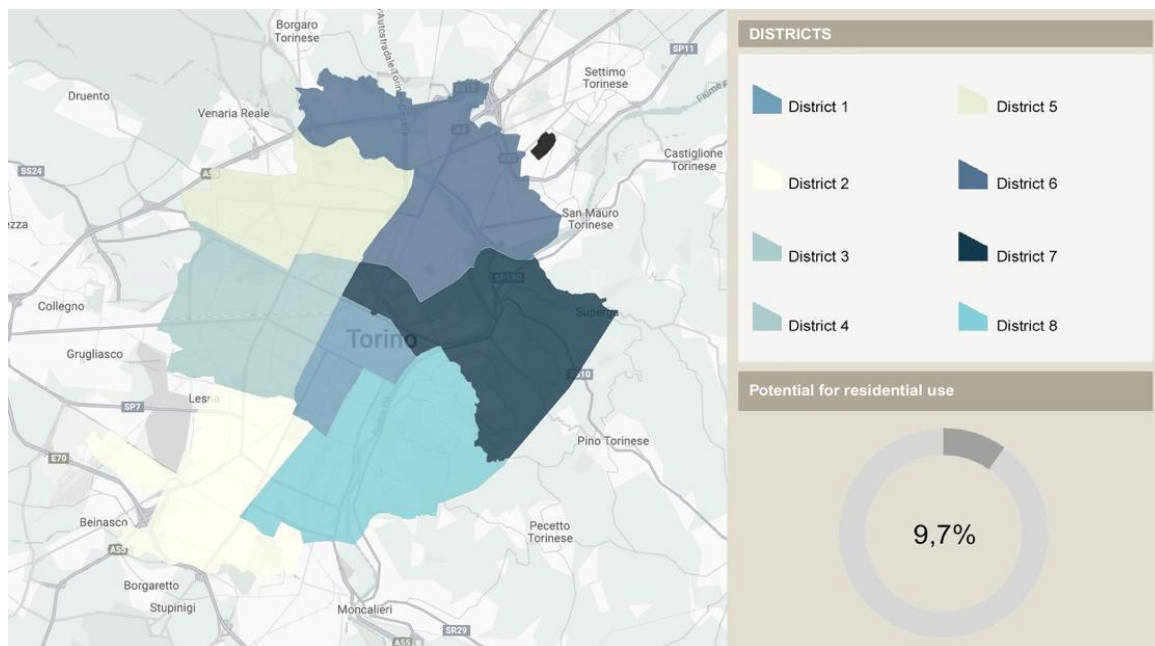 Borgaro
Torinese
SP11
Settimo
Torinese
Druento
Venaria Reale
Castiglione
Torinese
SS24
San Mauro
Torinese
Collegno
Superga
Torino
Grugliasco
SP7
Pino Torinese
E70
Beinasco
Pecetto
Torinese
A55
Borgaretto
Stupinigi
Moncalieri
SR29
A55
DISTRICTS
District 1
District 5
District 2
District 6
District 3
District 7
District 4
District 8
Potential for residential use
9,7%